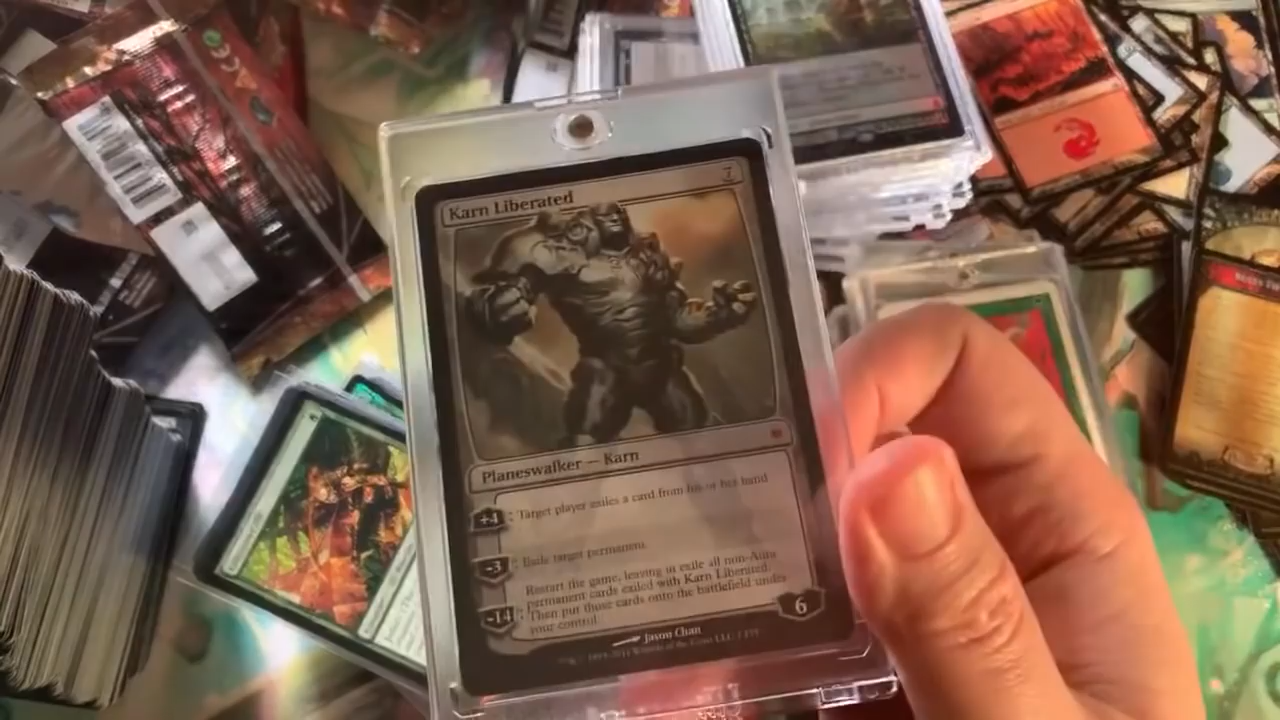 Karn Liberated
7
Planeswalker — Karn
+4 : Target player exiles a card from his or her hand
-3 : Exile target permanent.
Restart the game, leaving in exile all non-Aura
permanent cards exiled with Karn Liberated.
-14 : Then put those cards onto the battlefield under
your control.
6
Jason Chan